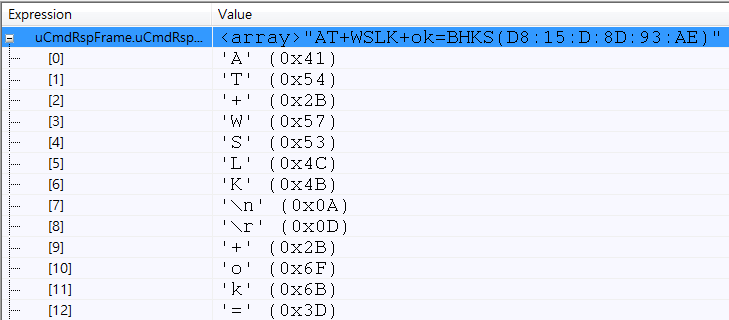 Expression Value
uCmdRspFrame.uCmdRsp... <array>"AT+WSLK+ok=BHKS(D8:15:D:8D:93:AE)"
[0] 'A' (0x41)
[1] 'T' (0x54)
[2] '+' (0x2B)
[3] 'W' (0x57)
[4] 'S' (0x53)
[5] 'L' (0x4C)
[6] 'K' (0x4B)
[7] '\n' (0x0A)
[8] '\r' (0x0D)
[9] '+' (0x2B)
[10] 'o' (0x6F)
[11] 'k' (0x6B)
[12] '=' (0x3D)